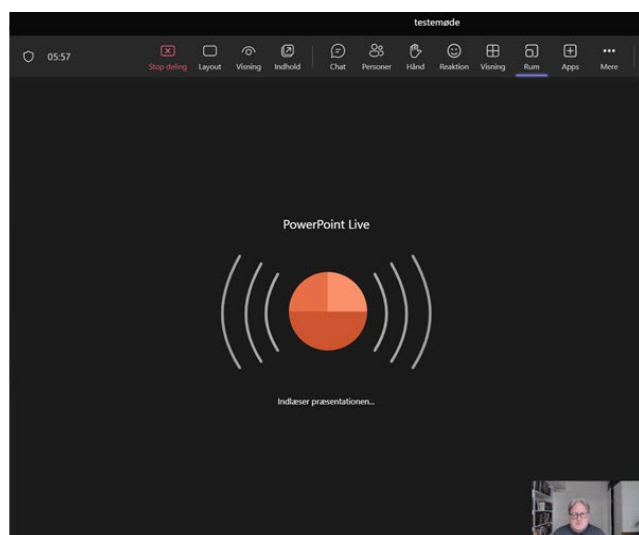 testemøde
05:57
Stop deling Layout Visning Indhold Chat Personer Hånd Reaktion Visning Rum Apps Mere
PowerPoint Live
Indlæser præsentationen...